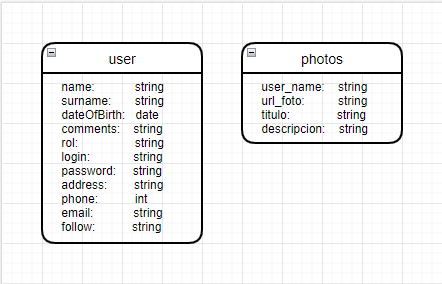 user
name: string
surname: string
dateOfBirth: date
comments: string
rol: string
login: string
password: string
address: string
phone: int
email: string
follow: string
photos
user_name: string
url_foto: string
titulo: string
descripcion: string